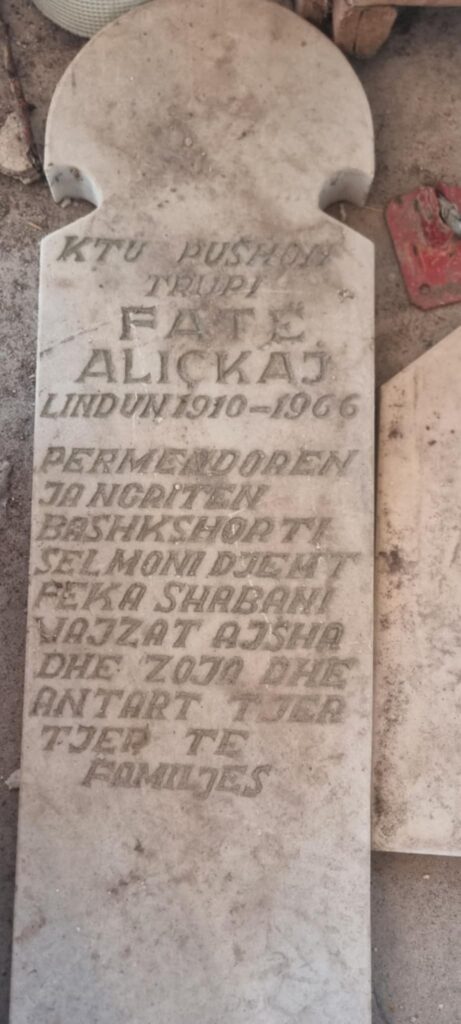 KTU PUŠHON
TRUPI
FATË
ALIÇKAJ
LINDUN 1910-1966
PERMENDOREN
JA NGRITEN
BASHKSHORTI
SELMONI DJEMT
FEKA SHABANI
VAJZAT AJSHA
DHE ZOJA DHE
ANTART TJER
TJER TE
FAMILJES